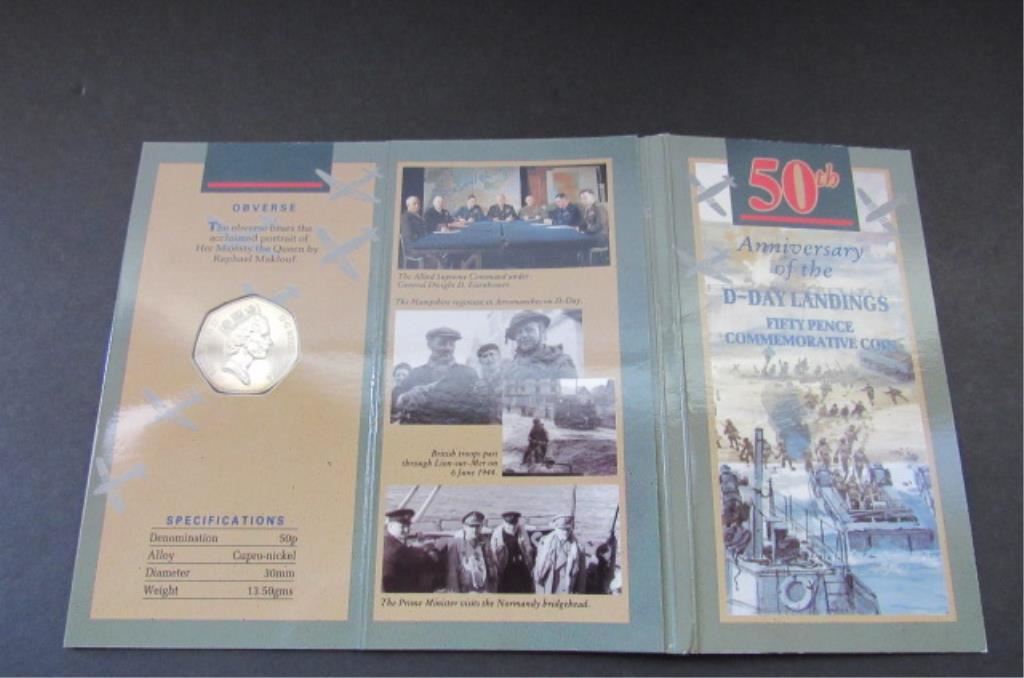 OBVERSE
The obverse bears the
acclaimed portrait of
Her Majesty the Queen by
Raphael Maklouf.
SPECIFICATIONS
Denomination 50p
Alloy Cupro-nickel
Diameter 30mm
Weight 13.50gms
The Allied Supreme Command under
General Dwight D. Eisenhower.
The Hampshire regiment at Arromanches on D-Day.
British troops past
through Lion-sur-Mer on
6 June 1944.
The Prime Minister visits the Normandy bridgehead.
50th
Anniversary
of the
D-DAY LANDINGS
FIFTY PENCE
COMMEMORATIVE COIN